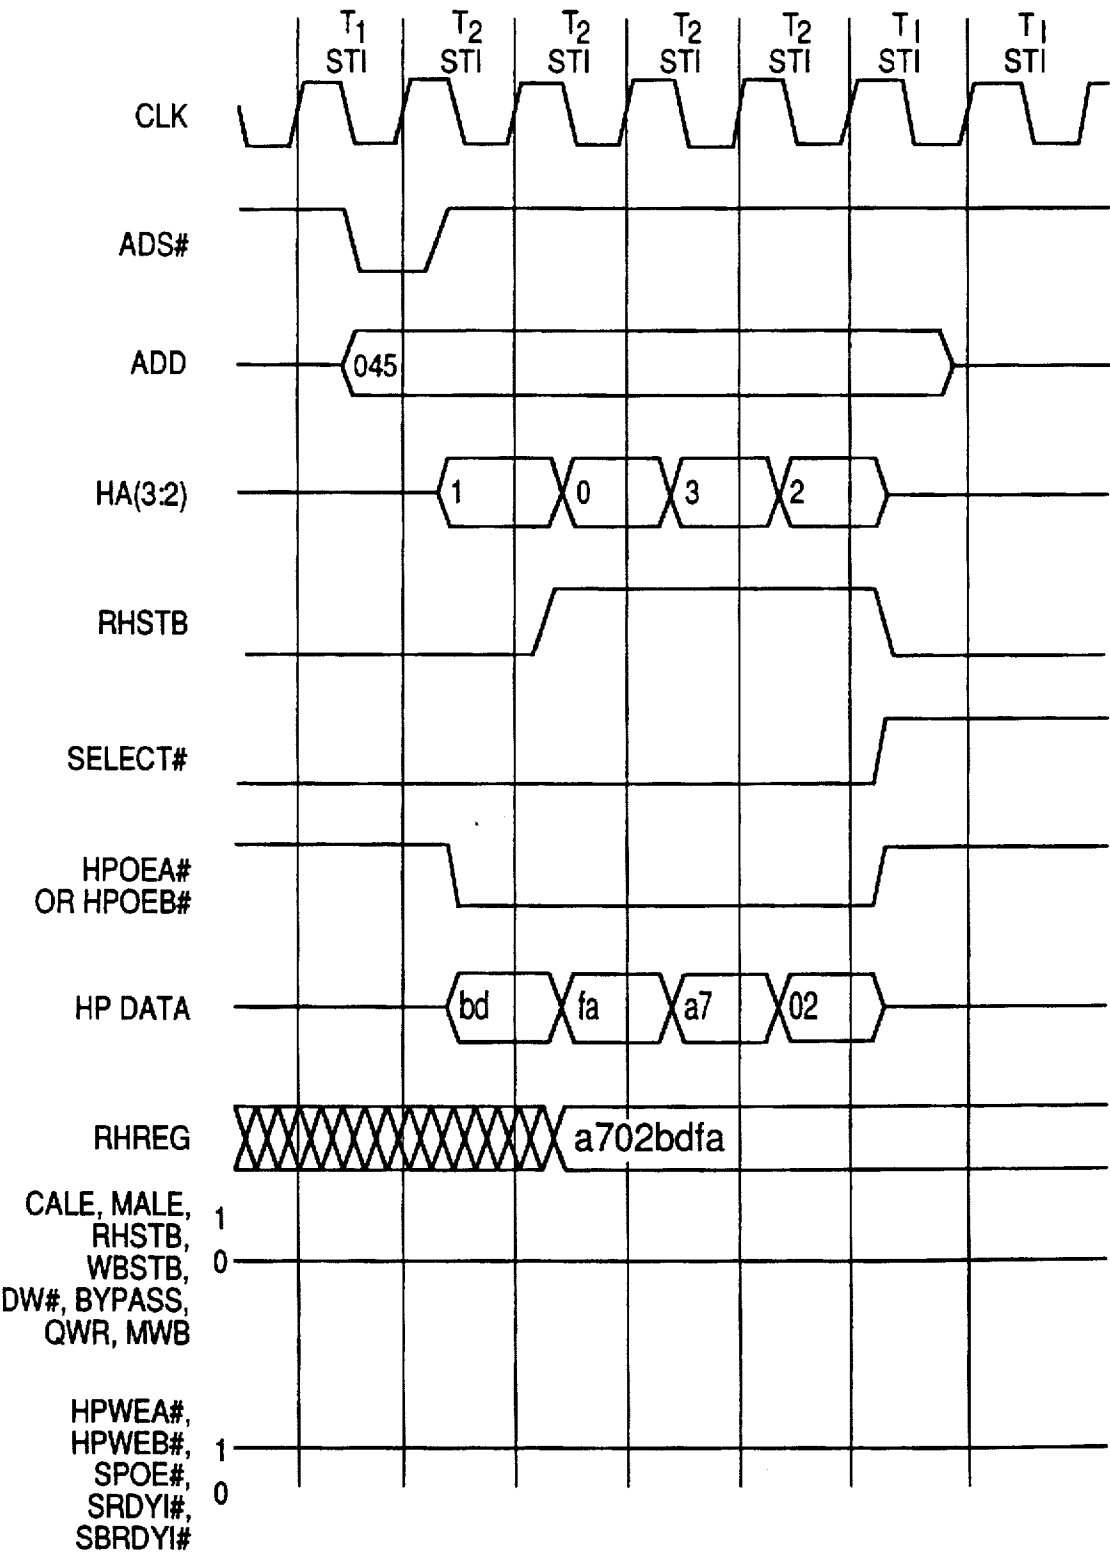 T1 T2 T2 T2 T2 TI TI
STI STI STI STI STI STI STI
CLK
ADS#
ADD 045
HA(3:2) 1 0 3 2
RHSTB
SELECT#
HPOEA#
OR HPOEB#
HP DATA bd fa a7 02
RHREG a702bdfa
CALE, MALE, 1
RHSTB,
WBSTB, 0
DW#, BYPASS,
QWR, MWB
HPWEA#,
HPWEB#, 1
SPOE#,
SRDYI#, 0
SBRDYI#